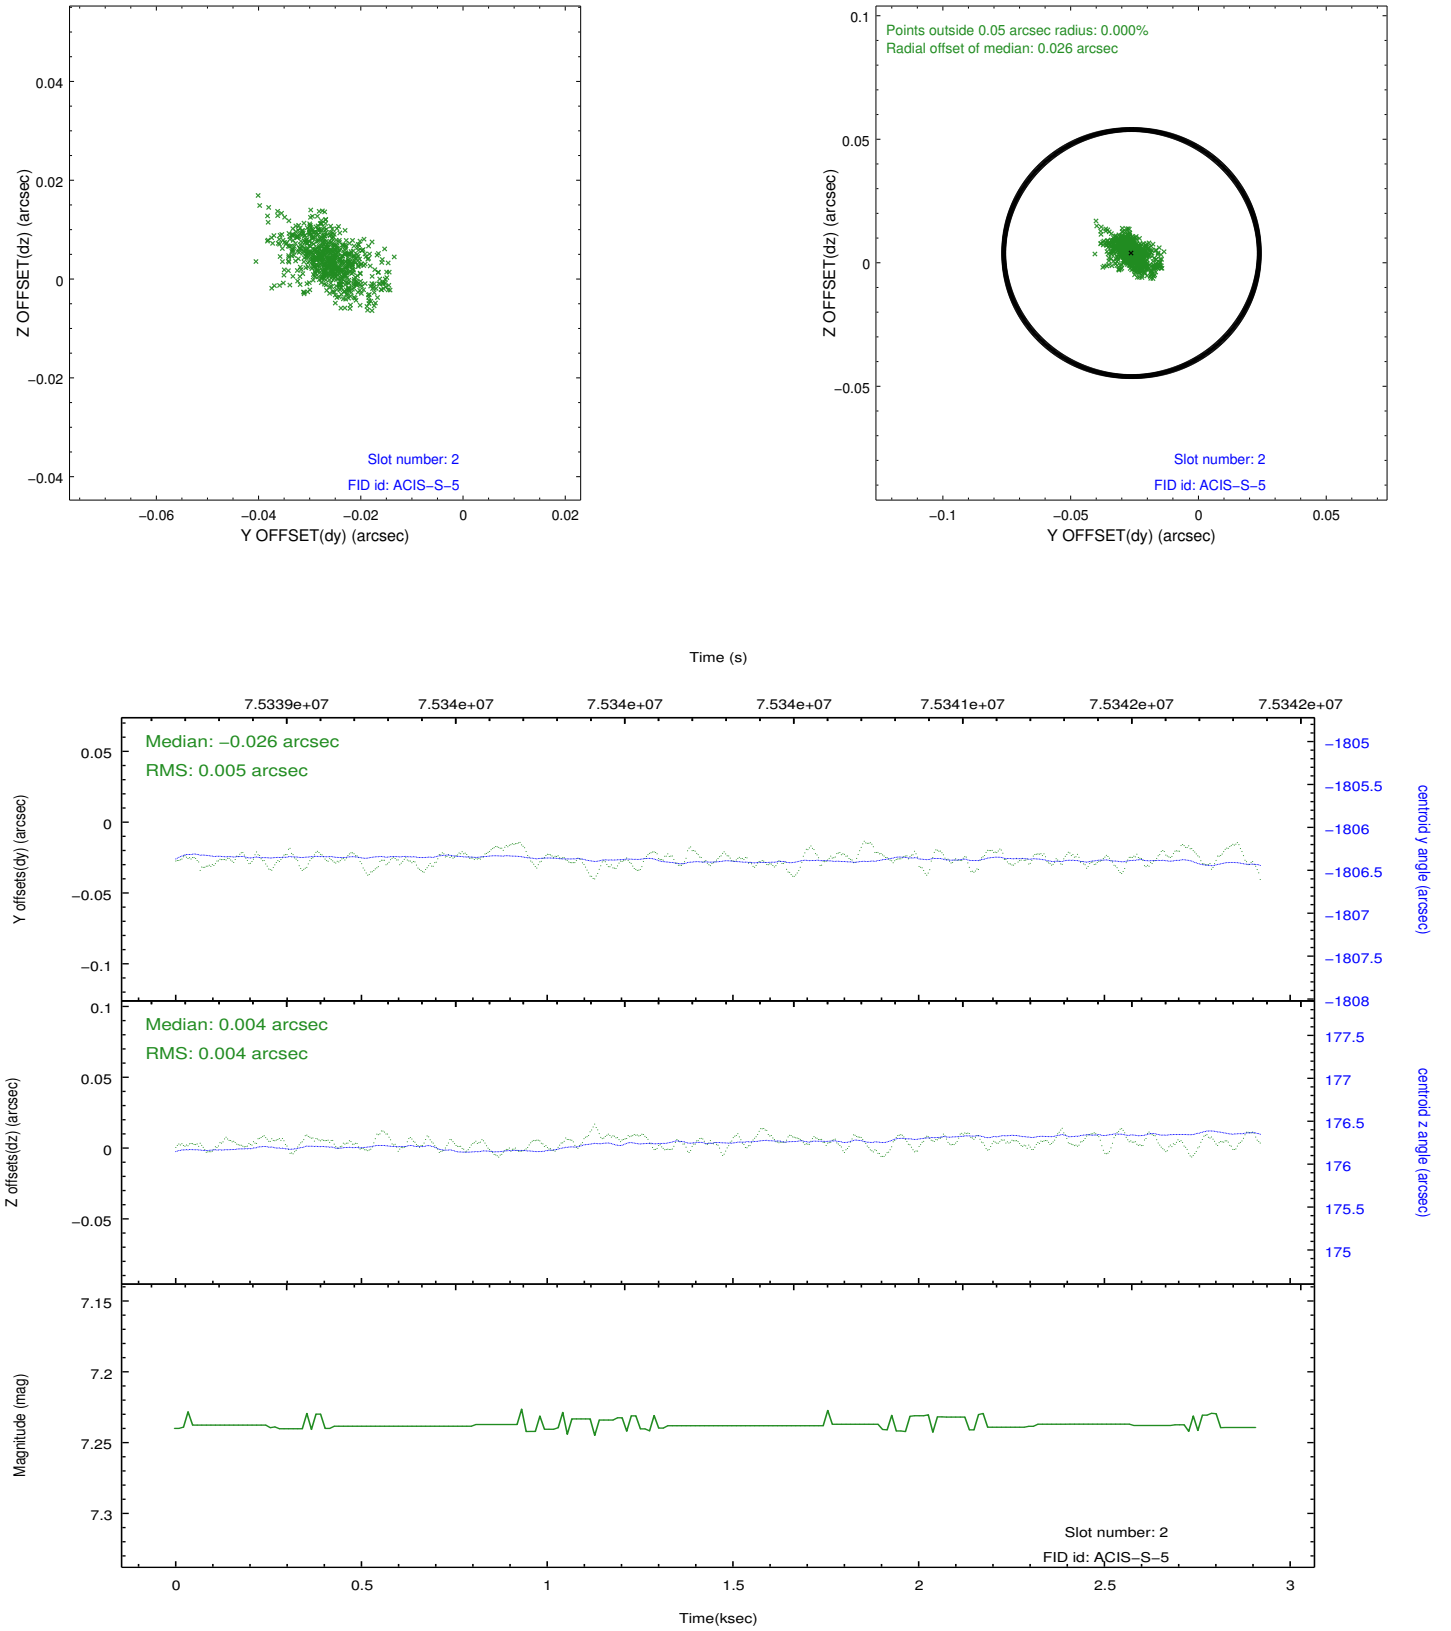 0.04
0.02
0
−0.02
−0.04
Z OFFSET(dz) (arcsec)
Slot number: 2
FID id: ACIS−S−5
−0.06
−0.04
−0.02
0
0.02
Y OFFSET(dy) (arcsec)
Points outside 0.05 arcsec radius: 0.000%
Radial offset of median: 0.026 arcsec
0.1
0.05
0
−0.05
Z OFFSET(dz) (arcsec)
Slot number: 2
FID id: ACIS−S−5
−0.1
−0.05
0
0.05
Y OFFSET(dy) (arcsec)
Time (s)
7.5339e+07
7.534e+07
7.534e+07
7.534e+07
7.5341e+07
7.5342e+07
7.5342e+07
Median: −0.026 arcsec
RMS: 0.005 arcsec
0.05
0
−0.05
−0.1
Y offsets(dy) (arcsec)
−1805
−1805.5
−1806
−1806.5
−1807
−1807.5
−1808
centroid y angle (arcsec)
Median: 0.004 arcsec
RMS: 0.004 arcsec
0.1
0.05
0
−0.05
Z offsets(dz) (arcsec)
177.5
177
176.5
176
175.5
175
centroid z angle (arcsec)
7.15
7.2
7.25
7.3
Magnitude (mag)
Slot number: 2
FID id: ACIS−S−5
0
0.5
1
1.5
2
2.5
3
Time(ksec)